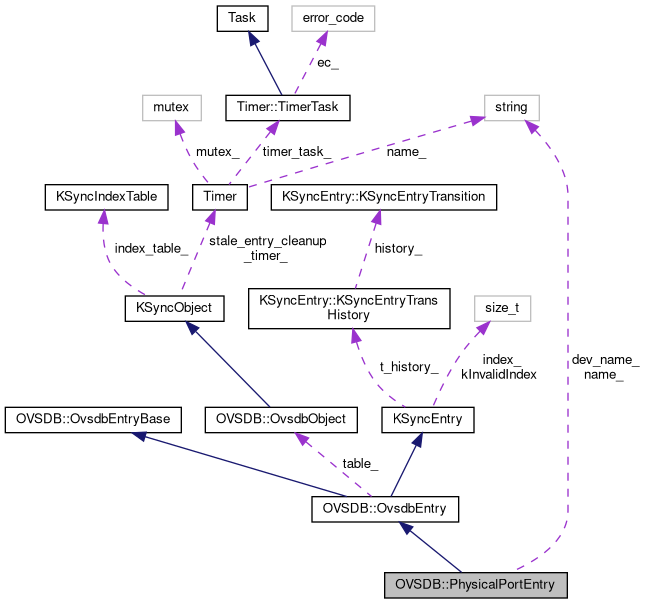 Task
error_code
ec_
mutex
Timer::TimerTask
string
mutex_
timer_task_
name_
KSyncIndexTable
Timer
KSyncEntry::KSyncEntryTransition
index_table_
stale_entry_cleanup
_timer_
history_
KSyncObject
KSyncEntry::KSyncEntryTrans
History
size_t
t_history_
index_
kInvalidIndex
dev_name_
name_
OVSDB::OvsdbEntryBase
OVSDB::OvsdbObject
KSyncEntry
table_
OVSDB::OvsdbEntry
OVSDB::PhysicalPortEntry